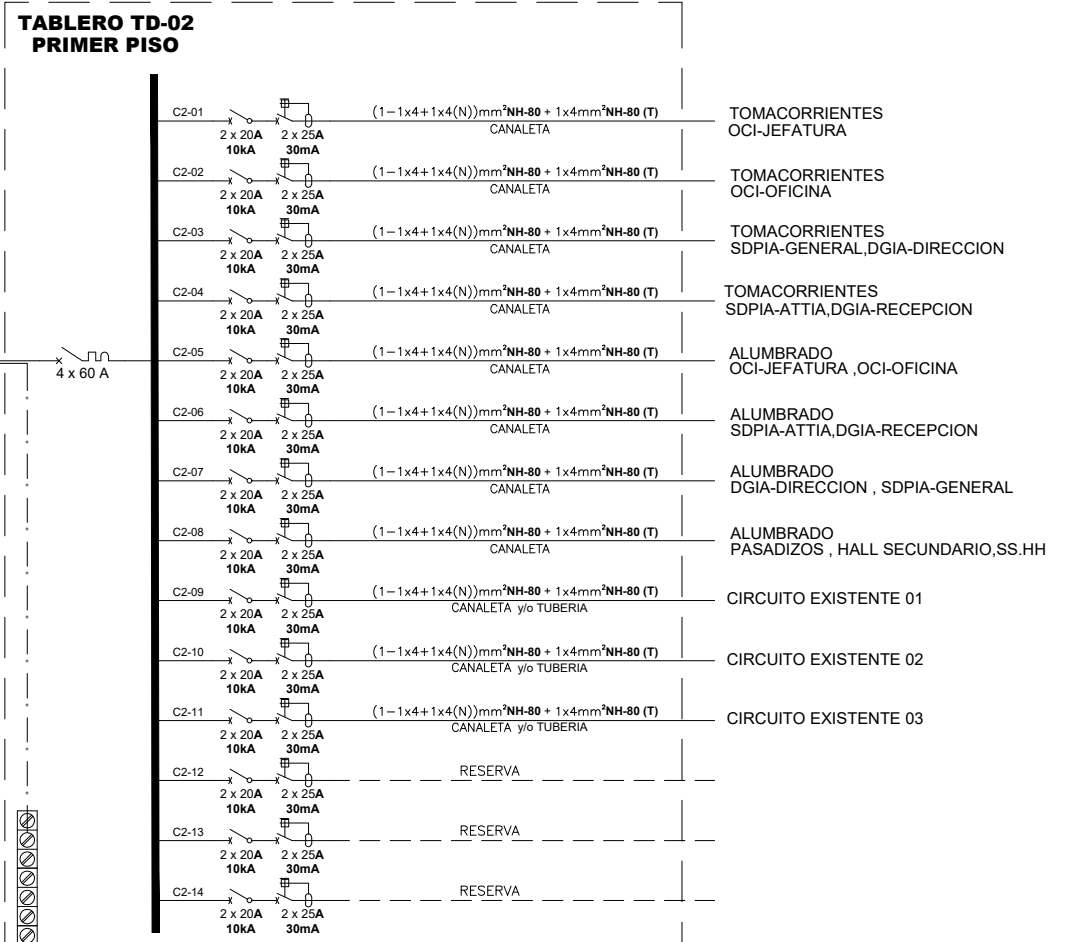 TABLERO TD-02
PRIMER PISO
4 x 60 A
C2-01
2 x 20A 2 x 25A
10kA 30mA
(1-1x4+1x4(N))mm²NH-80 + 1x4mm²NH-80 (T)
CANALETA
TOMACORRIENTES
OCI-JEFATURA
C2-02
2 x 20A 2 x 25A
10kA 30mA
(1-1x4+1x4(N))mm²NH-80 + 1x4mm²NH-80 (T)
CANALETA
TOMACORRIENTES
OCI-OFICINA
C2-03
2 x 20A 2 x 25A
10kA 30mA
(1-1x4+1x4(N))mm²NH-80 + 1x4mm²NH-80 (T)
CANALETA
TOMACORRIENTES
SDPIA-GENERAL,DGIA-DIRECCION
C2-04
2 x 20A 2 x 25A
10kA 30mA
(1-1x4+1x4(N))mm²NH-80 + 1x4mm²NH-80 (T)
CANALETA
TOMACORRIENTES
SDPIA-ATTIA,DGIA-RECEPCION
C2-05
2 x 20A 2 x 25A
10kA 30mA
(1-1x4+1x4(N))mm²NH-80 + 1x4mm²NH-80 (T)
CANALETA
ALUMBRADO
OCI-JEFATURA ,OCI-OFICINA
C2-06
2 x 20A 2 x 25A
10kA 30mA
(1-1x4+1x4(N))mm²NH-80 + 1x4mm²NH-80 (T)
CANALETA
ALUMBRADO
SDPIA-ATTIA,DGIA-RECEPCION
C2-07
2 x 20A 2 x 25A
10kA 30mA
(1-1x4+1x4(N))mm²NH-80 + 1x4mm²NH-80 (T)
CANALETA
ALUMBRADO
DGIA-DIRECCION , SDPIA-GENERAL
C2-08
2 x 20A 2 x 25A
10kA 30mA
(1-1x4+1x4(N))mm²NH-80 + 1x4mm²NH-80 (T)
CANALETA
ALUMBRADO
PASADIZOS , HALL SECUNDARIO,SS.HH
C2-09
2 x 20A 2 x 25A
10kA 30mA
(1-1x4+1x4(N))mm²NH-80 + 1x4mm²NH-80 (T)
CANALETA y/o TUBERIA
CIRCUITO EXISTENTE 01
C2-10
2 x 20A 2 x 25A
10kA 30mA
(1-1x4+1x4(N))mm²NH-80 + 1x4mm²NH-80 (T)
CANALETA y/o TUBERIA
CIRCUITO EXISTENTE 02
C2-11
2 x 20A 2 x 25A
10kA 30mA
(1-1x4+1x4(N))mm²NH-80 + 1x4mm²NH-80 (T)
CANALETA y/o TUBERIA
CIRCUITO EXISTENTE 03
C2-12
2 x 20A 2 x 25A
10kA 30mA
RESERVA
C2-13
2 x 20A 2 x 25A
10kA 30mA
RESERVA
C2-14
2 x 20A 2 x 25A
10kA 30mA
RESERVA